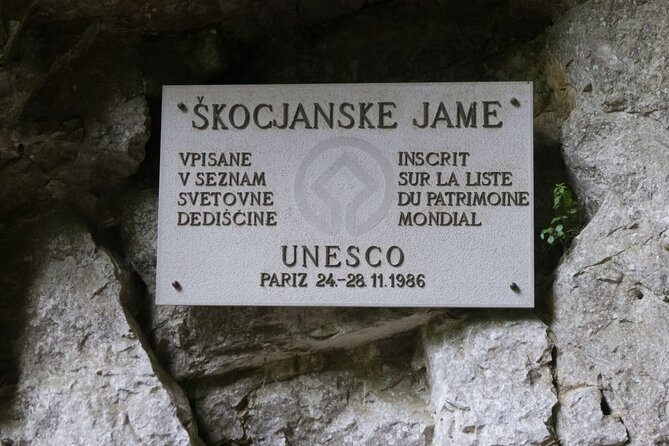 ŠKOCJANSKE JAME
VPISANE
V SEZNAM
SVETOVNE
DEDIŠČINE
INSCRIT
SUR LA LISTE
DU PATRIMOINE
MONDIAL
UNESCO
PARIZ 24.–28. 11. 1986